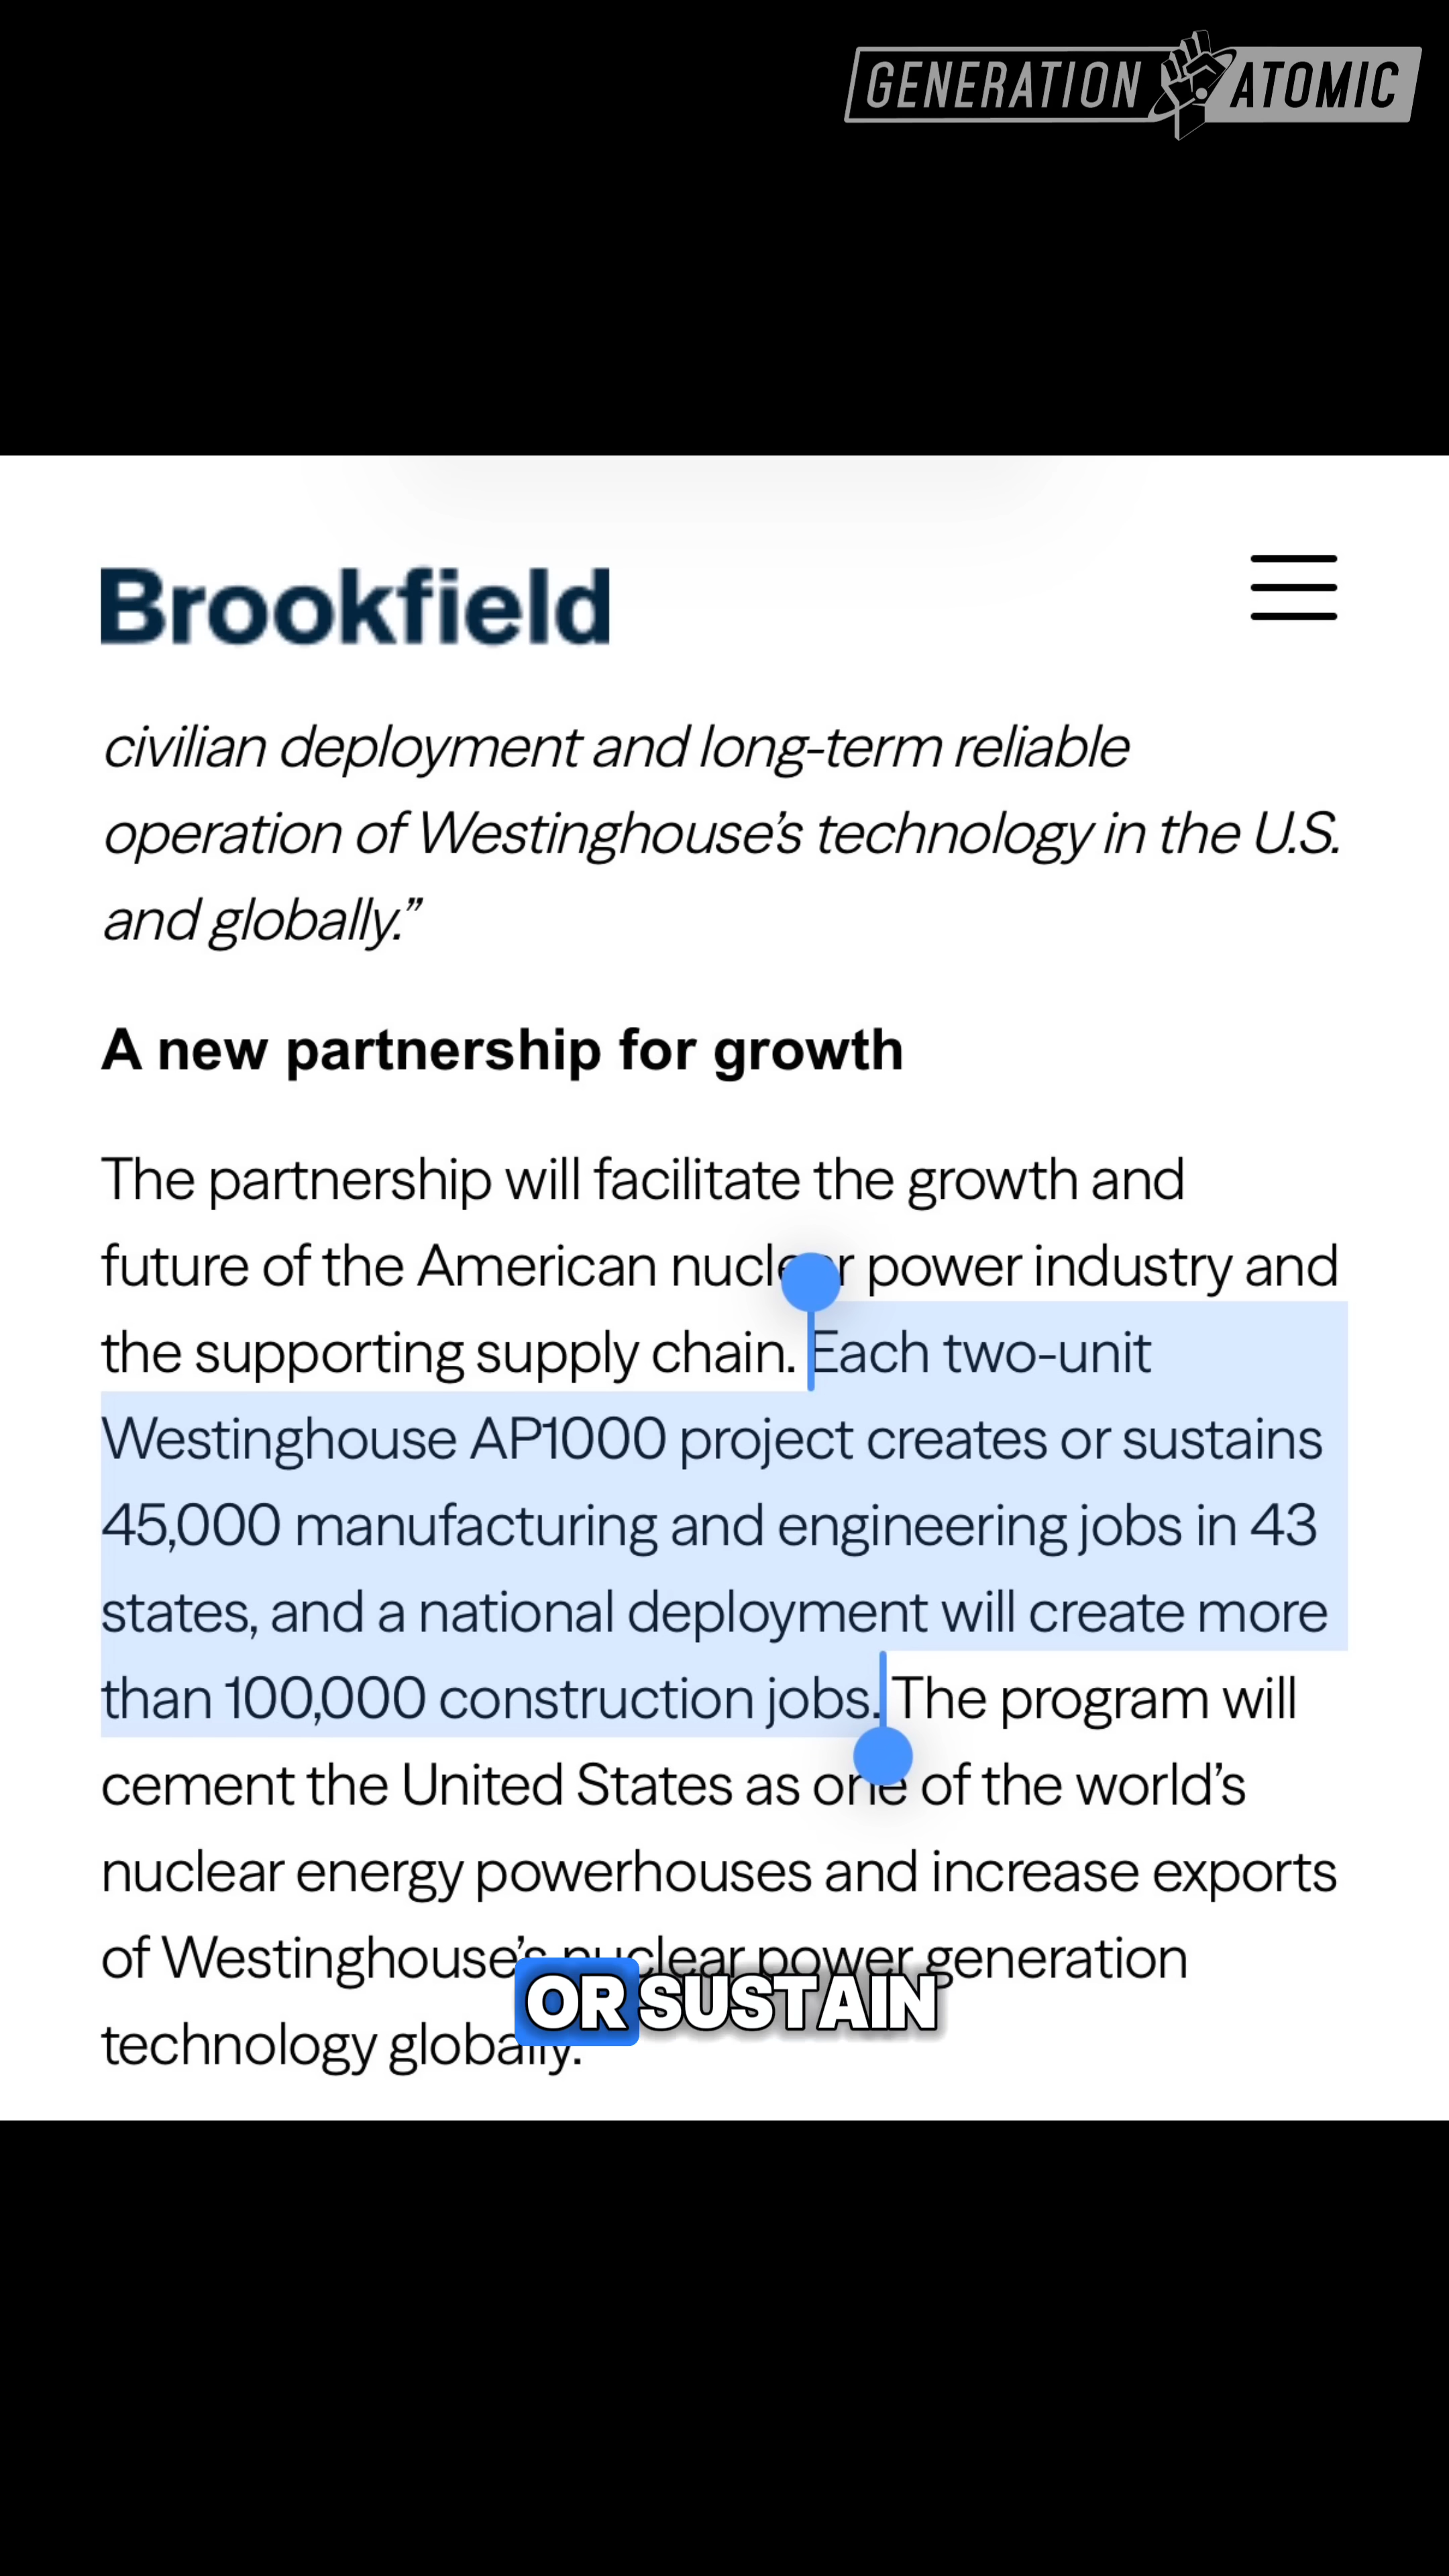 GENERATION ATOMIC
Brookfield
civilian deployment and long-term reliable
operation of Westinghouse’s technology in the U.S.
and globally.”
A new partnership for growth
The partnership will facilitate the growth and
future of the American nuclear power industry and
the supporting supply chain. Each two-unit
Westinghouse AP1000 project creates or sustains
45,000 manufacturing and engineering jobs in 43
states, and a national deployment will create more
than 100,000 construction jobs. The program will
cement the United States as one of the world’s
nuclear energy powerhouses and increase exports
of Westinghouse’s nuclear power generation
OR SUSTAIN
technology globally.